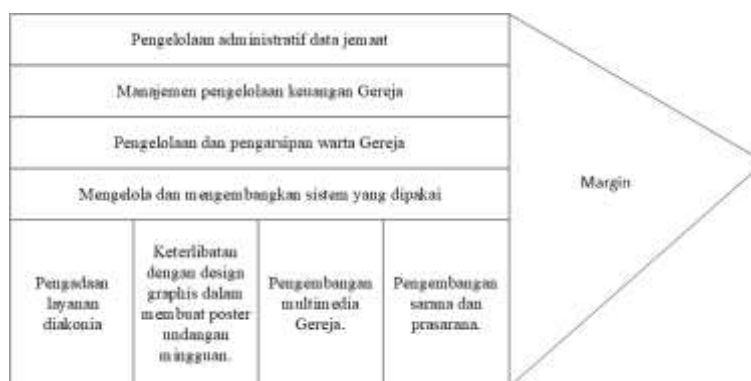 Pengelolaan administratif data jemaat
Manajemen pengelolaan keuangan Gereja
Pengelolaan dan pengarsipan warta Gereja
Mengelola dan mengembangkan sistem yang dipakai
Margin
Pengadaan
layanan
diakonia
Keterlibatan
dengan design
graphis dalam
membuat poster
undangan
mingguan.
Pengembangan
multimedia
Gereja.
Pengembangan
sarana dan
prasarana.